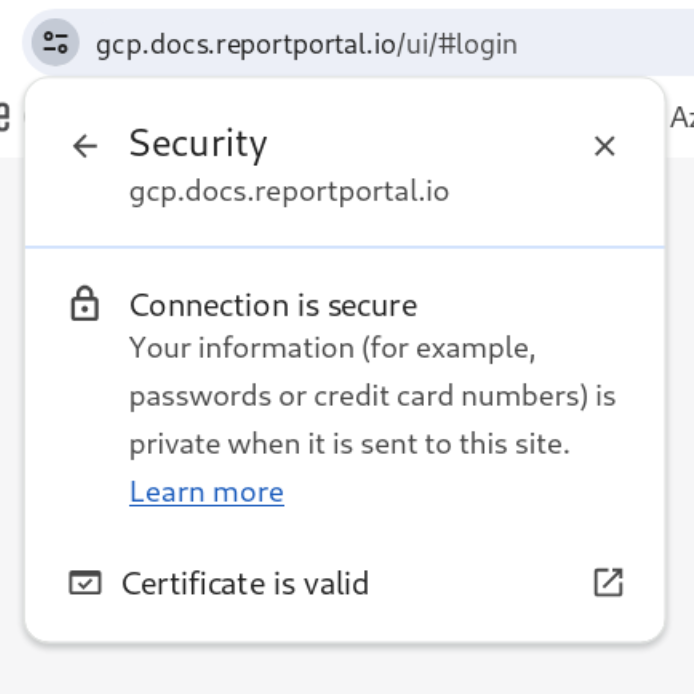 gcp.docs.reportportal.io/ui/#login
Security
gcp.docs.reportportal.io
Connection is secure
Your information (for example,
passwords or credit card numbers) is
private when it is sent to this site.
Learn more
Certificate is valid